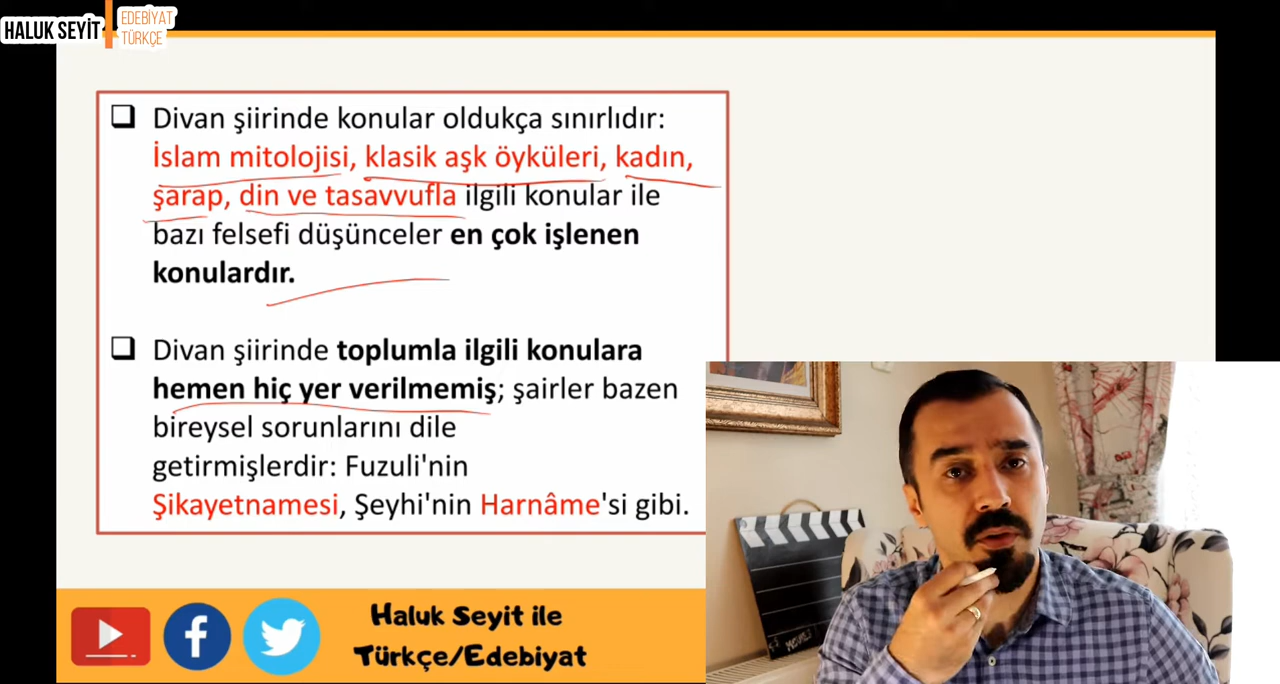 HALUK SEYİT
EDEBİYAT
TÜRKÇE
Divan şiirinde konular oldukça sınırlıdır:
İslam mitolojisi, klasik aşk öyküleri, kadın,
şarap, din ve tasavvufla ilgili konular ile
bazı felsefi düşünceler en çok işlenen
konulardır.
Divan şiirinde toplumla ilgili konulara
hemen hiç yer verilmemiş; şairler bazen
bireysel sorunlarını dile
getirmişlerdir: Fuzuli'nin
Şikayetnamesi, Şeyhi'nin Harnâme'si gibi.
Haluk Seyit ile
Türkçe/Edebiyat